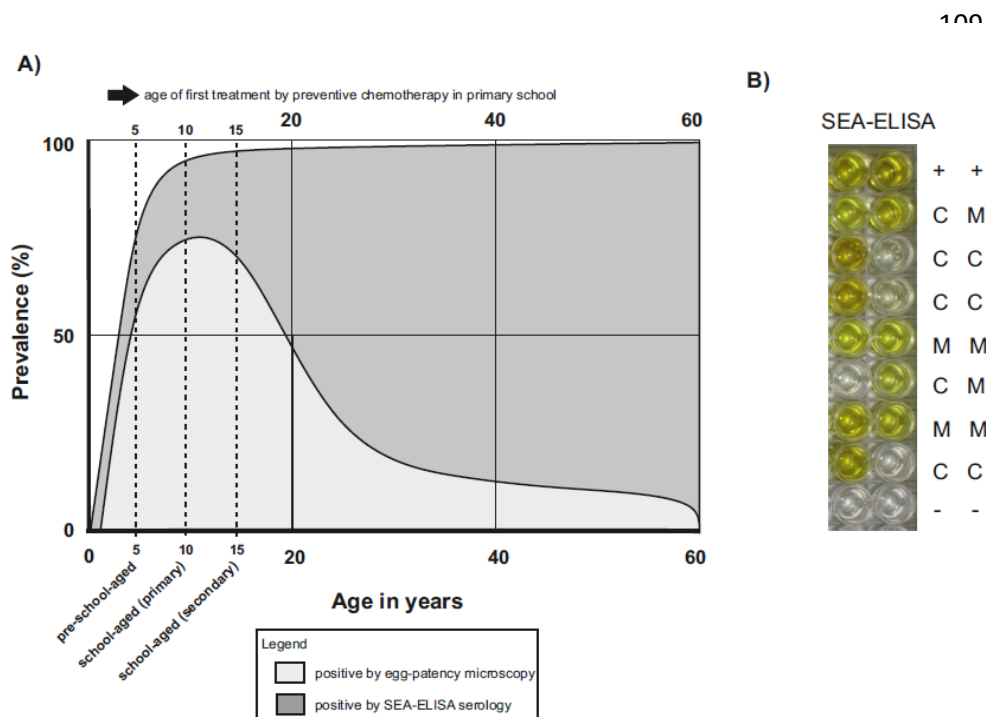 A)
age of first treatment by preventive chemotherapy in primary school
5 10 15 20 40 60
100
50
0
Prevalence (%)
0 5 10 15 20 40 60
pre-school-aged
school-aged (primary)
school-aged (secondary)
Age in years
Legend
positive by egg-patency microscopy
positive by SEA-ELISA serology
B)
SEA-ELISA
+ +
C M
C C
C C
M M
C M
M M
C C
- -